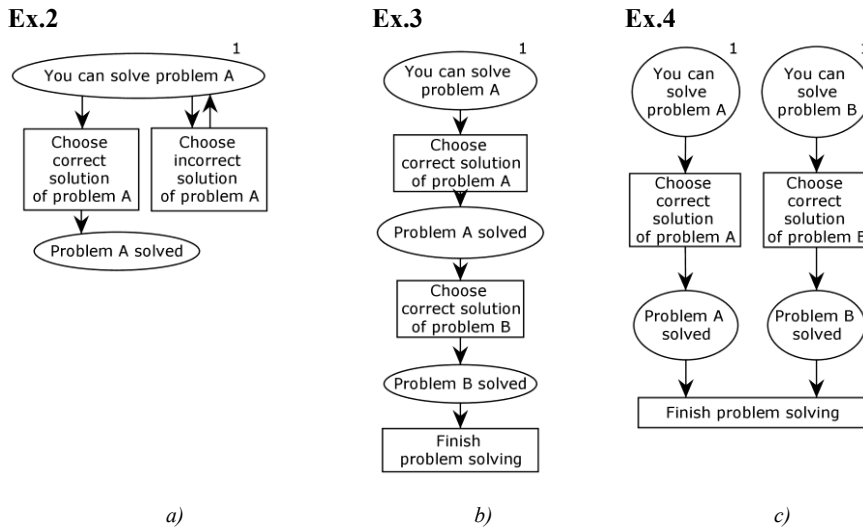 Ex.2
1
You can solve problem A
Choose
correct
solution
of problem A
Choose
incorrect
solution
of problem A
Problem A solved
a)
Ex.3
1
You can solve
problem A
Choose
correct solution
of problem A
Problem A solved
Choose
correct solution
of problem B
Problem B solved
Finish
problem solving
b)
Ex.4
1
You can
solve
problem A
Choose
correct
solution
of problem A
Problem A
solved
1
You can
solve
problem B
Choose
correct
solution
of problem B
Problem B
solved
Finish problem solving
c)